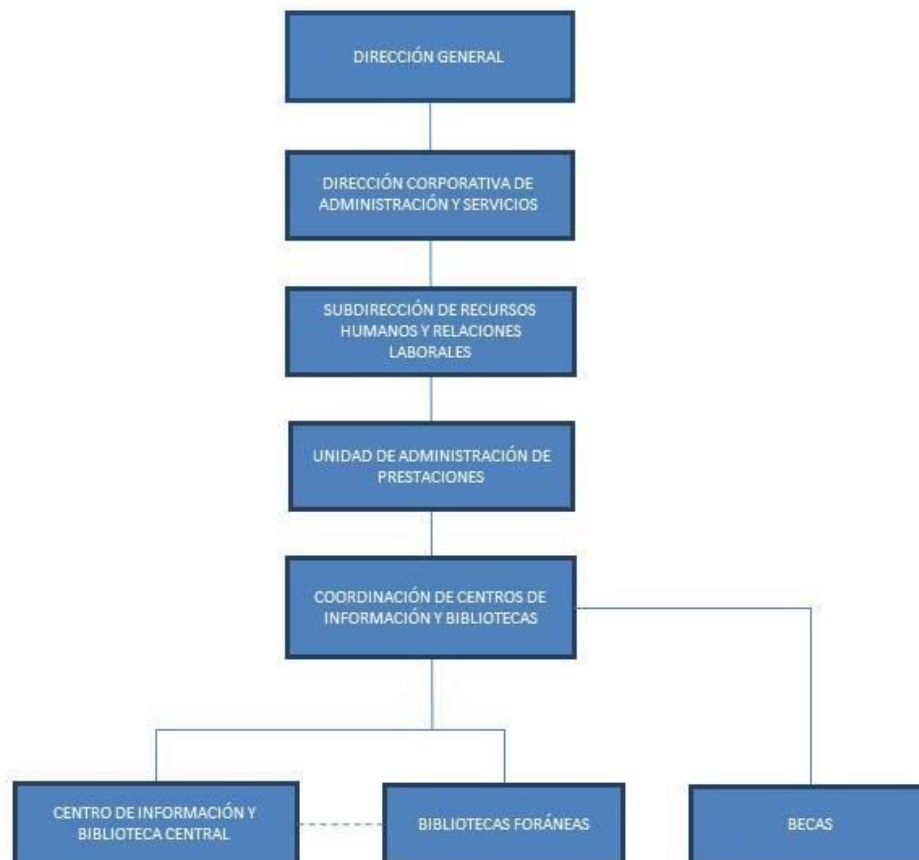 DIRECCIÓN GENERAL
DIRECCIÓN CORPORATIVA DE
ADMINISTRACIÓN Y SERVICIOS
SUBDIRECCIÓN DE RECURSOS
HUMANOS Y RELACIONES
LABORALES
UNIDAD DE ADMINISTRACIÓN DE
PRESTACIONES
COORDINACIÓN DE CENTROS DE
INFORMACIÓN Y BIBLIOTECAS
CENTRO DE INFORMACIÓN Y
BIBLIOTECA CENTRAL
BIBLIOTECAS FORÁNEAS
BECAS